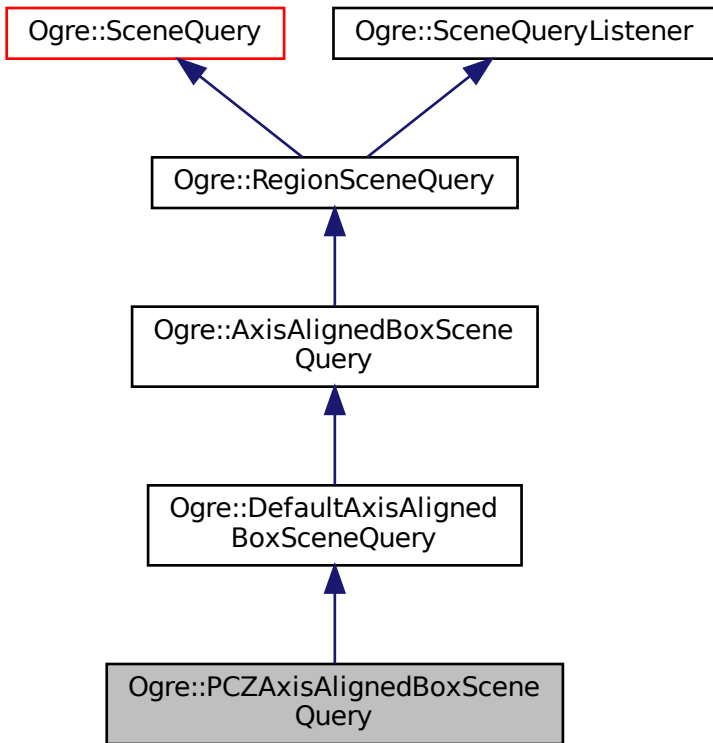 Ogre::SceneQuery
Ogre::SceneQueryListener
Ogre::RegionSceneQuery
Ogre::AxisAlignedBoxScene
Query
Ogre::DefaultAxisAligned
BoxSceneQuery
Ogre::PCZAxisAlignedBoxScene
Query